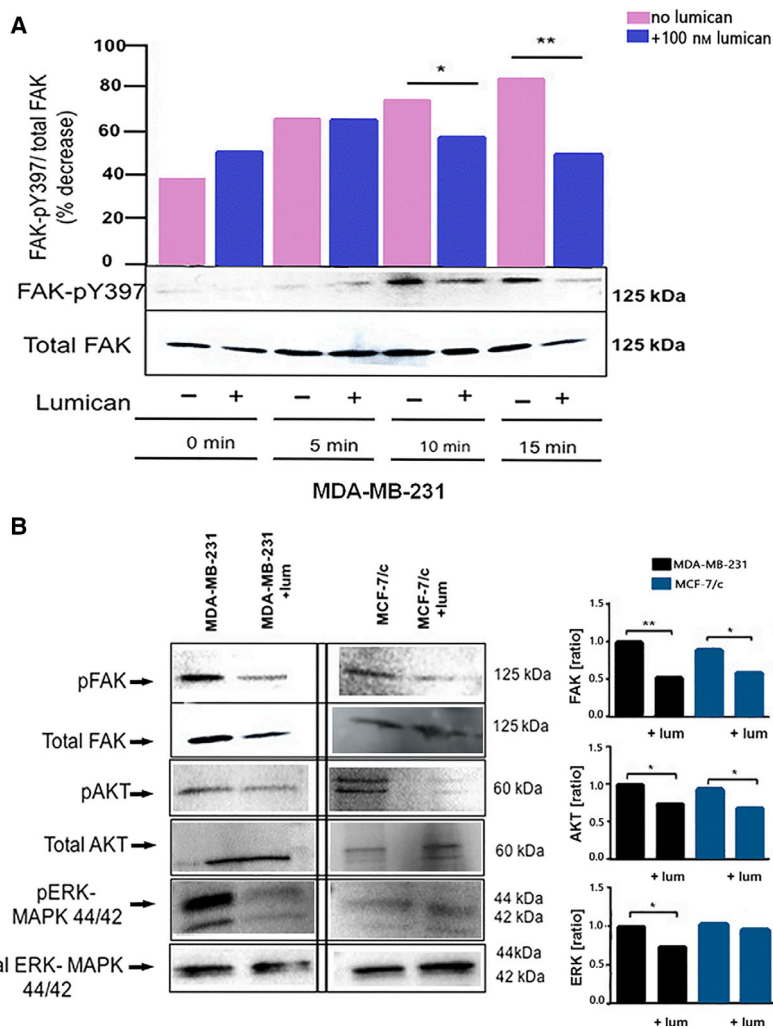 A
no lumican
+100 nM lumican
FAK-pY397/ total FAK
(% decrease)
100
80
60
40
20
0
*
**
FAK-pY397
125 kDa
Total FAK
125 kDa
Lumican
− + − + − + − +
0 min 5 min 10 min 15 min
MDA-MB-231
B
MDA-MB-231
MDA-MB-231
+lum
MCF-7/c
MCF-7/c
+lum
pFAK
125 kDa
Total FAK
125 kDa
pAKT
60 kDa
Total AKT
60 kDa
pERK-
MAPK 44/42
44 kDa
42 kDa
al ERK- MAPK
44/42
44kDa
42 kDa
MDA-MB-231
MCF-7/c
FAK [ratio]
1.5
1.0
0.5
0.0
**
*
+ lum + lum
AKT [ratio]
1.5
1.0
0.5
0.0
*
*
+ lum + lum
ERK [ratio]
1.5
1.0
0.5
0.0
*
+ lum + lum